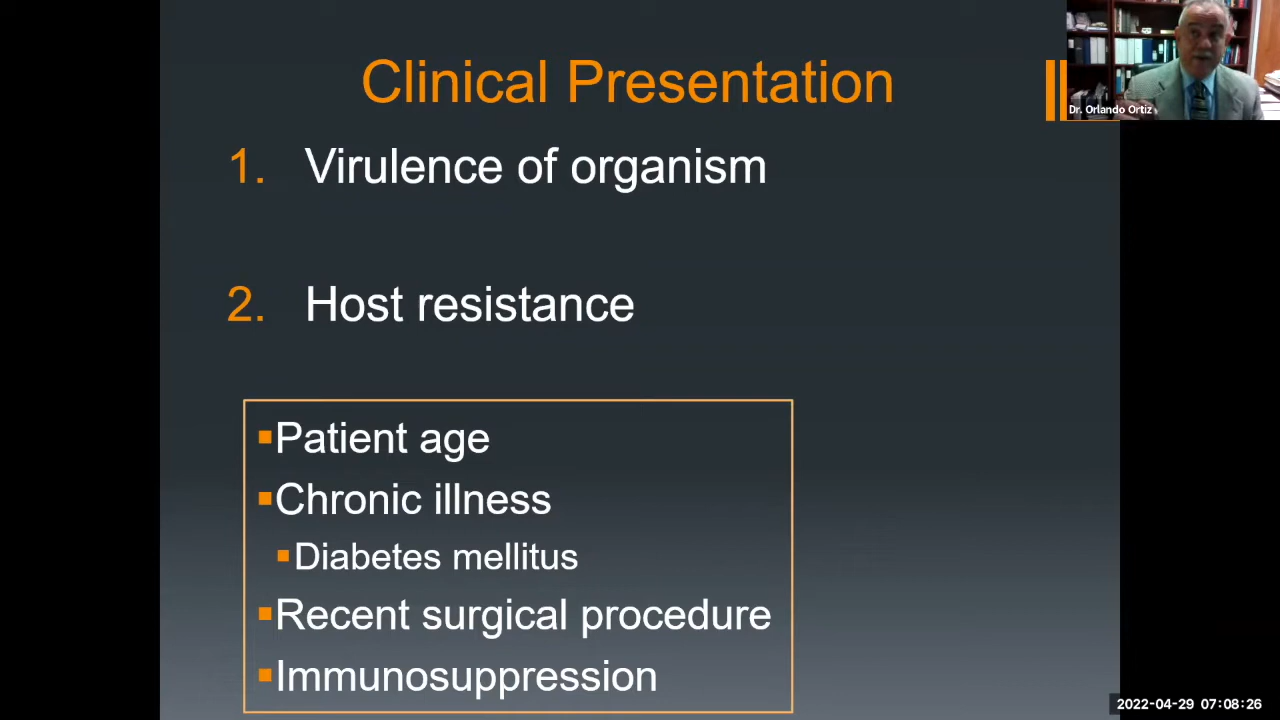 Clinical Presentation
Dr. Orlando Ortiz
1. Virulence of organism
2. Host resistance
Patient age
Chronic illness
Diabetes mellitus
Recent surgical procedure
Immunosuppression
2022-04-29 07:08:26